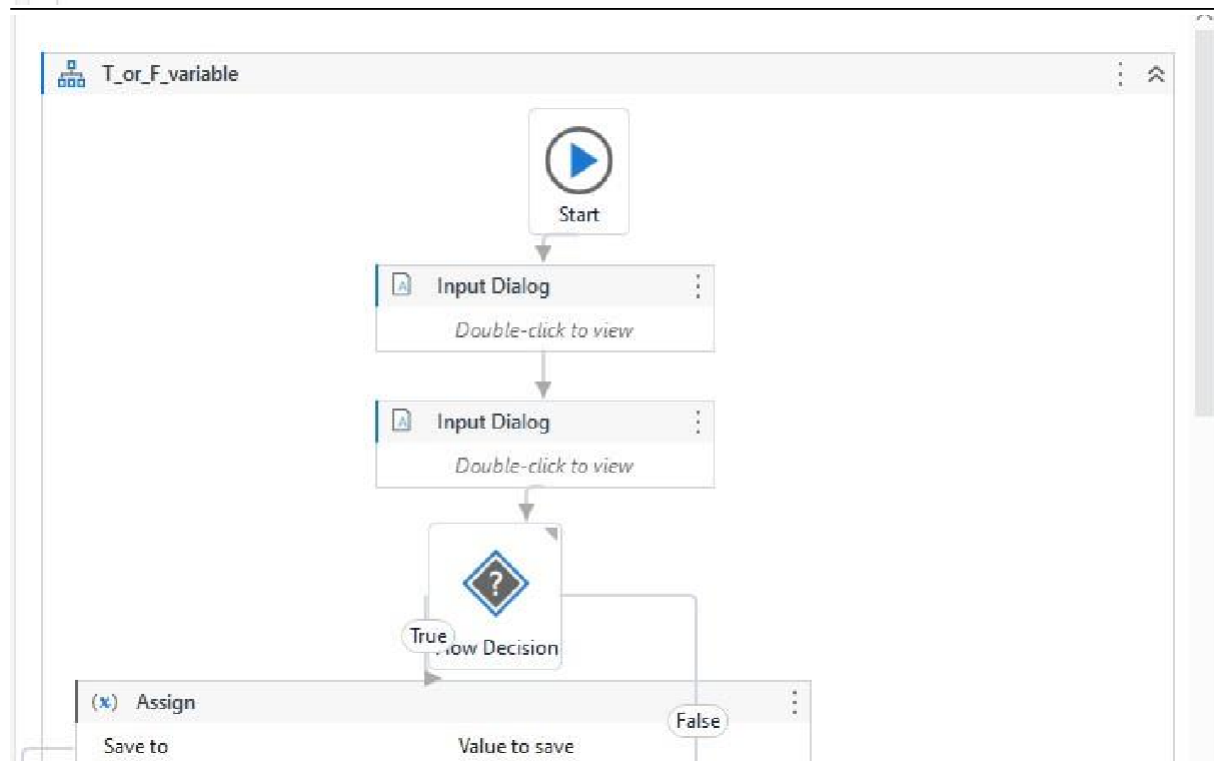 T_or_F_variable
Start
Input Dialog
Double-click to view
Input Dialog
Double-click to view
True
low Decision
Assign
False
Save to
Value to save